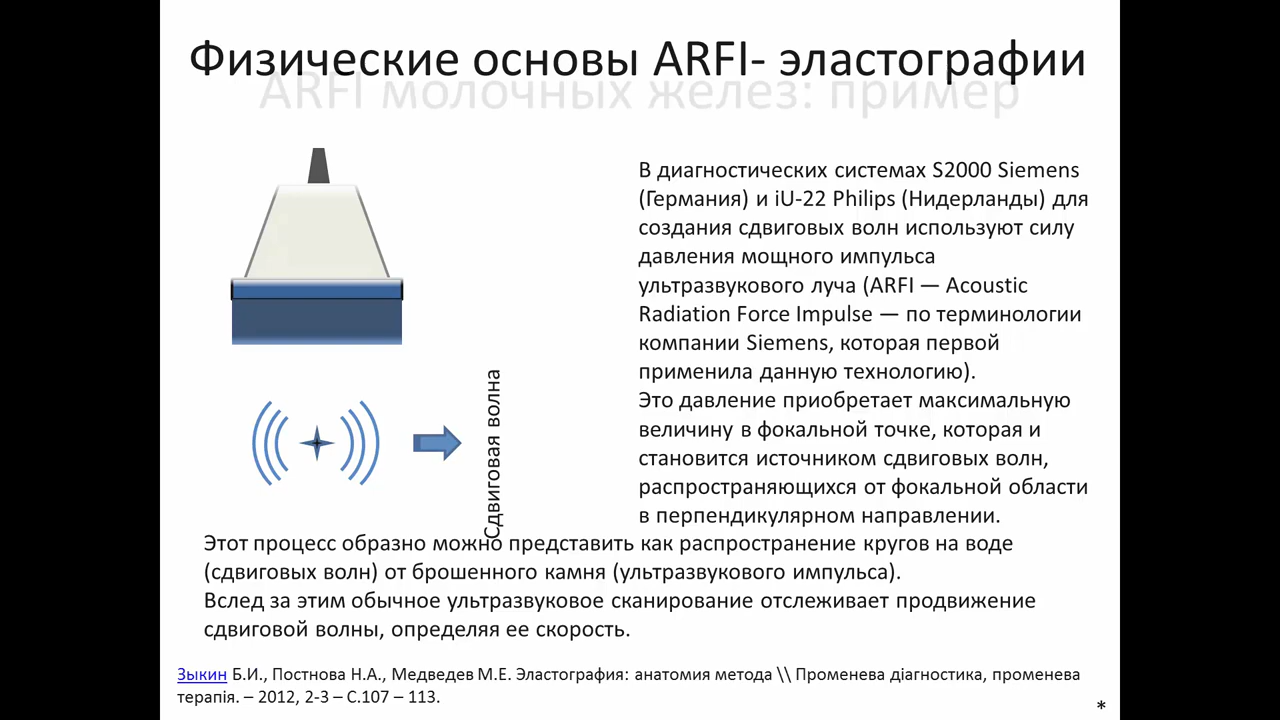 Физические основы ARFI- эластографии
ARFI молочных желез: пример
В диагностических системах S2000 Siemens
(Германия) и iU-22 Philips (Нидерланды) для
создания сдвиговых волн используют силу
давления мощного импульса
ультразвукового луча (ARFI — Acoustic
Radiation Force Impulse — по терминологии
компании Siemens, которая первой
применила данную технологию).
Это давление приобретает максимальную
величину в фокальной точке, которая и
становится источником сдвиговых волн,
распространяющихся от фокальной области
в перпендикулярном направлении.
Сдвиговая волна
Этот процесс образно можно представить как распространение кругов на воде
(сдвиговых волн) от брошенного камня (ультразвукового импульса).
Вслед за этим обычное ультразвуковое сканирование отслеживает продвижение
сдвиговой волны, определяя ее скорость.
Зыкин Б.И., Постнова Н.А., Медведев М.Е. Эластография: анатомия метода \\ Променева діагностика, променева
терапія. – 2012, 2-3 – С.107 – 113.
*